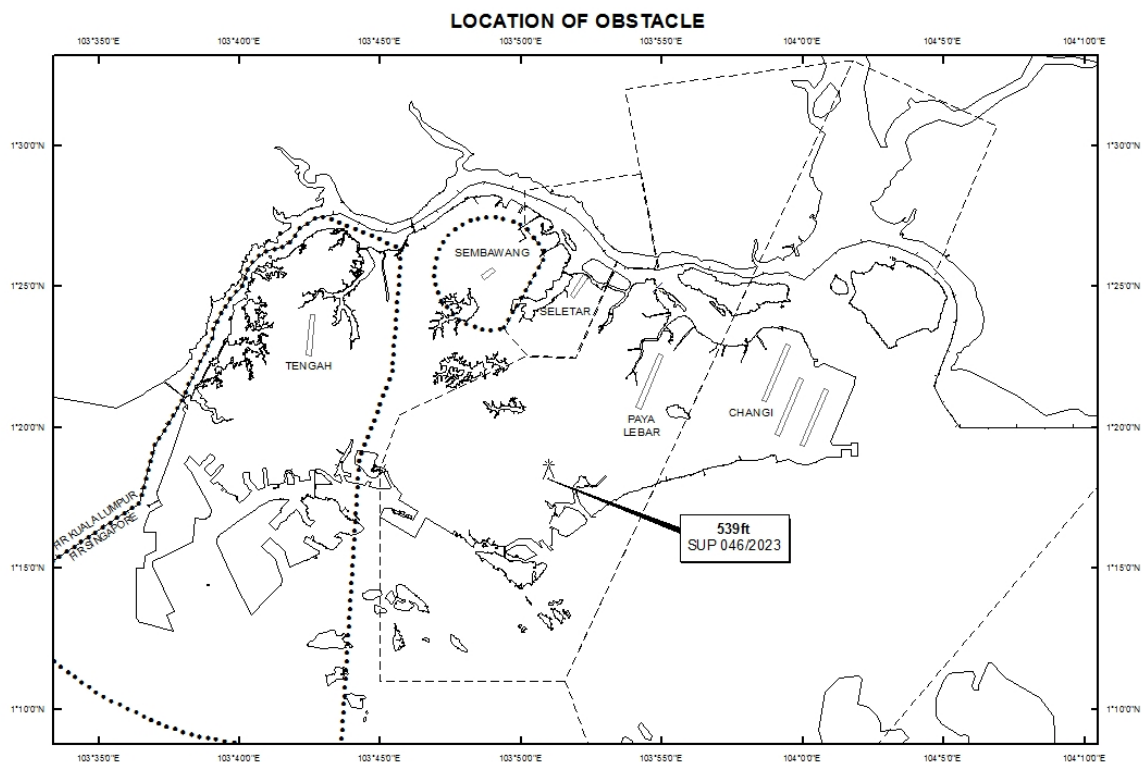 LOCATION OF OBSTACLE
103°35'0"E
103°40'0"E
103°45'0"E
103°50'0"E
103°55'0"E
104°0'0"E
104°5'0"E
104°10'0"E
1°30'0"N
1°30'0"N
SEMBAWANG
1°25'0"N
1°25'0"N
SELETAR
TENGAH
PAYA
LEBAR
CHANGI
1°20'0"N
1°20'0"N
FIR KUALA LUMPUR
FIR SINGAPORE
539ft
SUP 046/2023
1°15'0"N
1°15'0"N
1°10'0"N
1°10'0"N
103°35'0"E
103°40'0"E
103°45'0"E
103°50'0"E
103°55'0"E
104°0'0"E
104°5'0"E
104°10'0"E